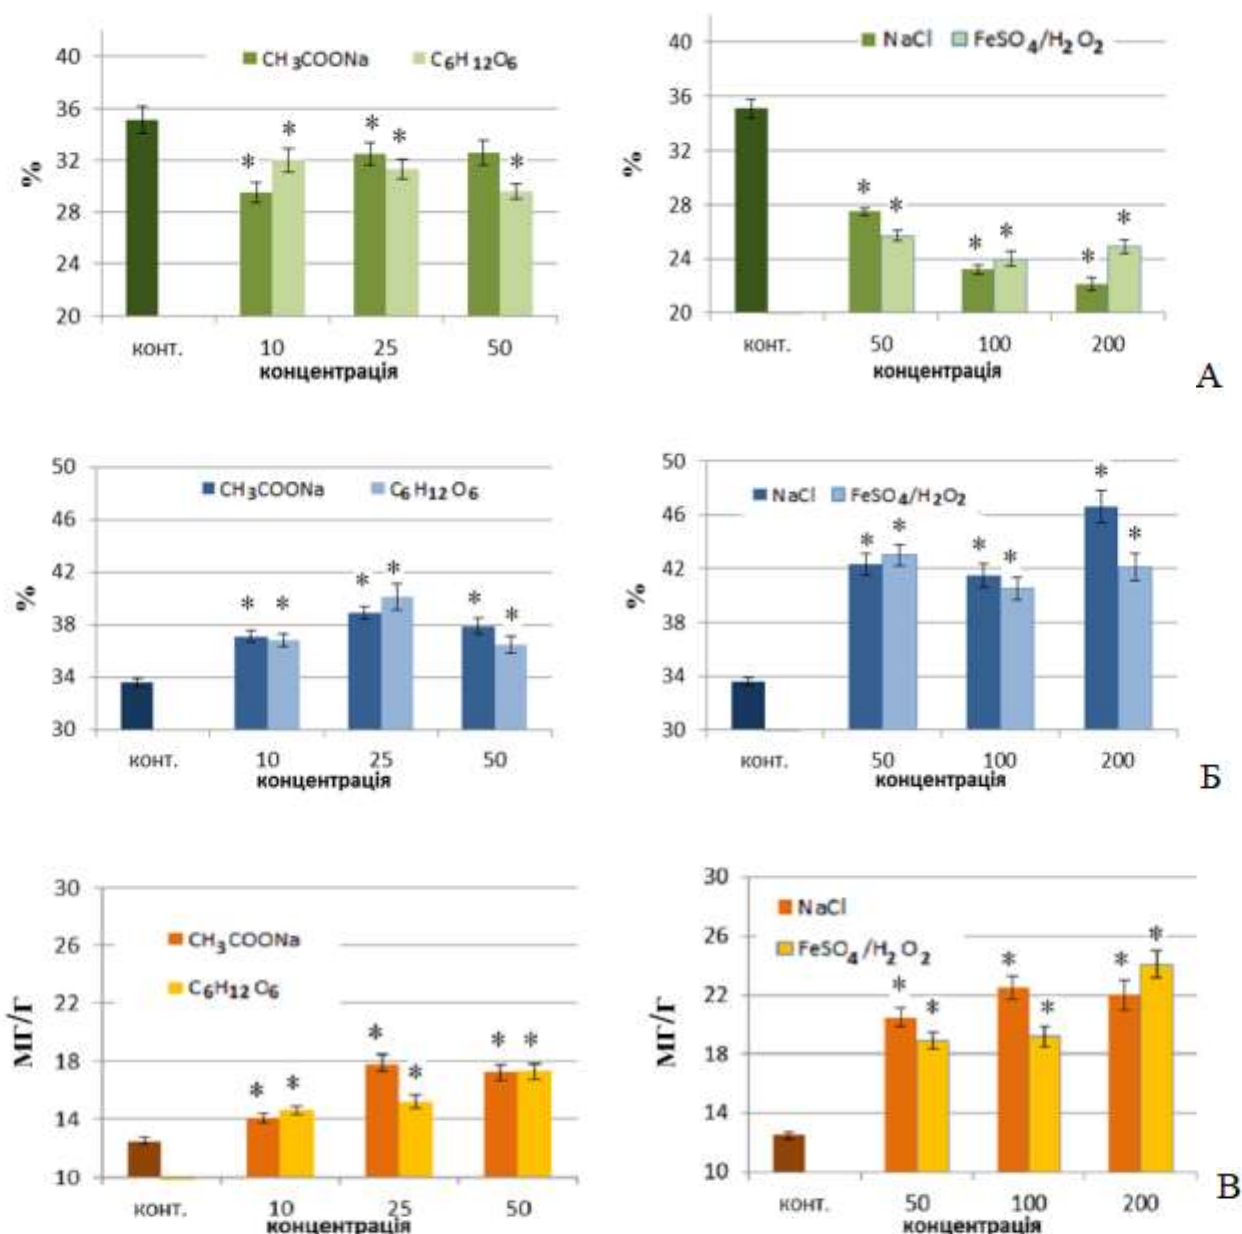 CH3COONa C6H12O6
40
36
32
28
24
20
%
конт. 10 25 50
концентрація
NaCl FeSO4/H2O2
40
36
32
28
24
20
%
конт. 50 100 200
концентрація
* * * * *
* * * * * *
А
CH3COONa C6H12O6
50
46
42
38
34
30
%
конт. 10 25 50
концентрація
NaCl FeSO4/H2O2
50
46
42
38
34
30
%
конт. 50 100 200
концентрація
* * * * * *
* * * * * *
Б
CH3COONa
C6H12O6
30
26
22
18
14
10
МГ/Г
конт. 10 25 50
концентрація
NaCl
FeSO4/H2O2
30
26
22
18
14
10
МГ/Г
конт. 50 100 200
концентрація
* * * * * *
* * * * * *
В